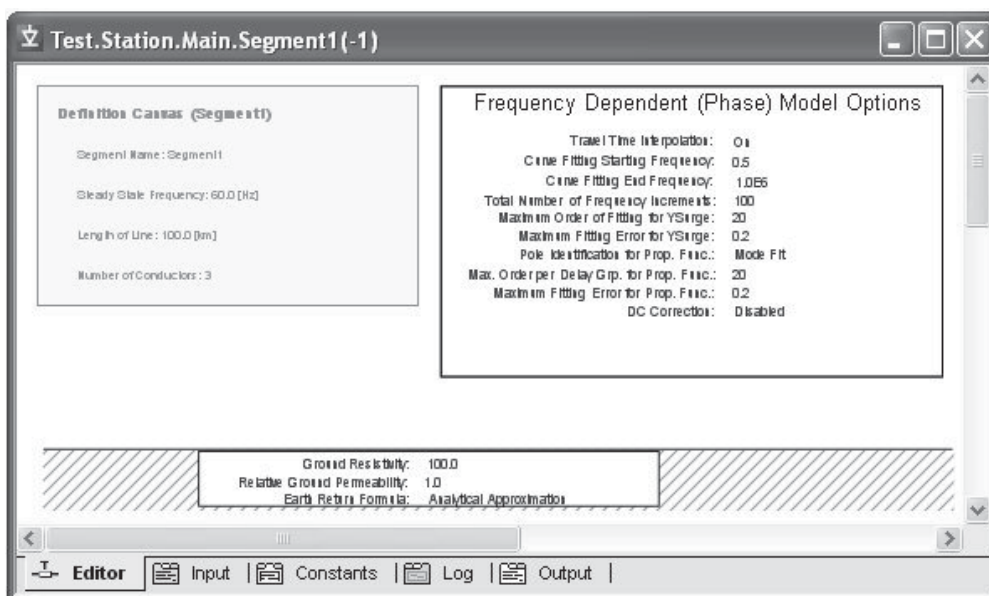 Test.Station.Main.Segment1(-1)
Definition Canvas (Segment1)
Segment Name: Segment1
Steady State Frequency: 60.0 [Hz]
Length of Line: 100.0 [km]
Number of Conductors: 3
Frequency Dependent (Phase) Model Options
Travel Time Interpolation: On
Curve Fitting Starting Frequency: 0.5
Curve Fitting End Frequency: 1.0E6
Total Number of Frequency Increments: 100
Maximum Order of Fitting for YSurge: 20
Maximum Fitting Error for YSurge: 0.2
Pole Identification for Prop. Func.: Mode Fit
Max. Order per Delay Grp. for Prop. Func.: 20
Maximum Fitting Error for Prop. Func.: 0.2
DC Correction: Disabled
Ground Resistivity: 100.0
Relative Ground Permeability: 1.0
Earth Return Formula: Analytical Approximation
Editor Input Constants Log Output